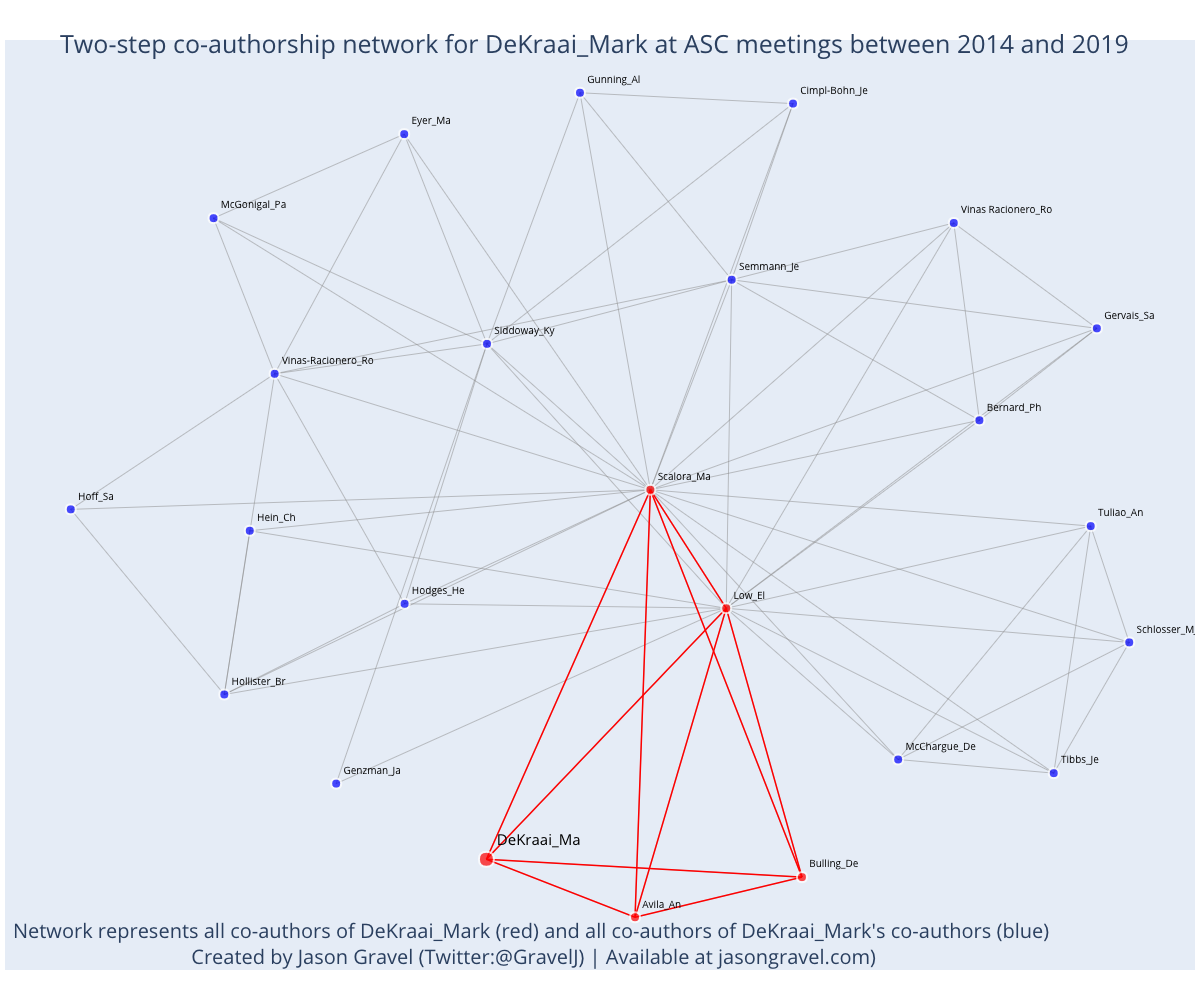 Two-step co-authorship network for DeKraai_Mark at ASC meetings between 2014 and 2019
Gunning_Al
Cimpl-Bohn_Je
Eyer_Ma
McGonigal_Pa
Vinas Racionero_Ro
Semmann_Je
Gervais_Sa
Siddoway_Ky
Vinas-Racionero_Ro
Bernard_Ph
Scalora_Ma
Hoff_Sa
Hein_Ch
Tuliao_An
Hodges_He
Low_El
Schlosser_M
Hollister_Br
McChargue_De
Tibbs_Je
Genzman_Ja
DeKraai_Ma
Bulling_De
Avila_An
Network represents all co-authors of DeKraai_Mark (red) and all co-authors of DeKraai_Mark's co-authors (blue)
Created by Jason Gravel (Twitter:@GravelJ) | Available at jasongravel.com)